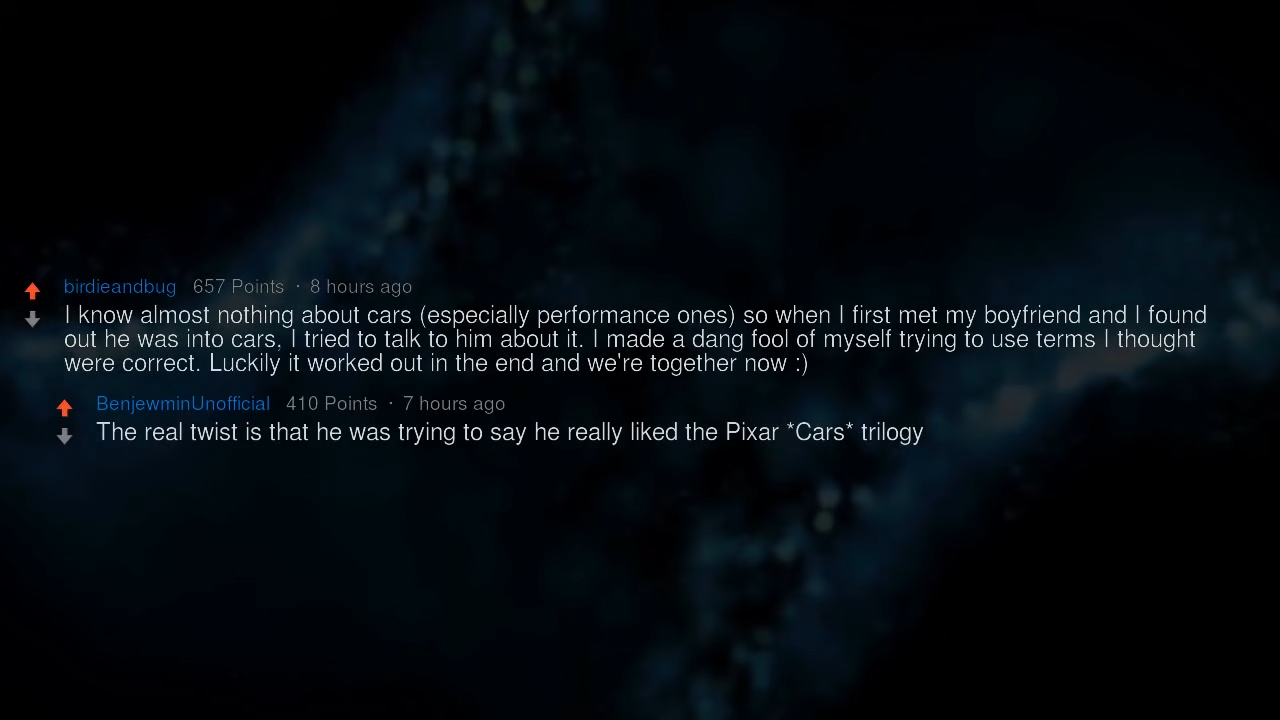 birdieandbug 657 Points · 8 hours ago
I know almost nothing about cars (especially performance ones) so when I first met my boyfriend and I found
out he was into cars, I tried to talk to him about it. I made a dang fool of myself trying to use terms I thought
were correct. Luckily it worked out in the end and we're together now :)
BenjewminUnofficial 410 Points · 7 hours ago
The real twist is that he was trying to say he really liked the Pixar *Cars* trilogy